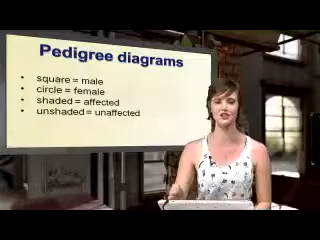 Pedigree diagrams
• square = male
• circle = female
• shaded = affected
• unshaded = unaffected